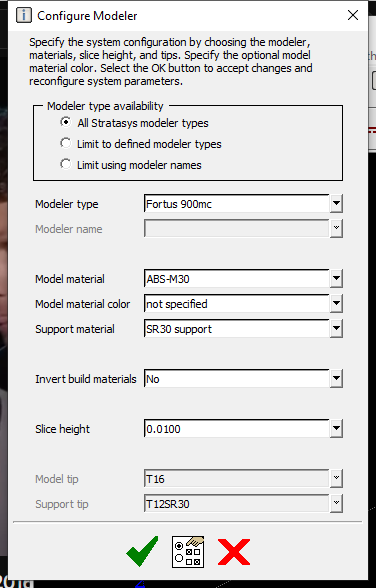 Configure Modeler
Specify the system configuration by choosing the modeler,
materials, slice height, and tips. Specify the optional model
material color. Select the OK button to accept changes and
reconfigure system parameters.
Modeler type availability
All Stratasys modeler types
Limit to defined modeler types
Limit using modeler names
Modeler type Fortus 900mc
Modeler name
Model material ABS-M30
Model material color not specified
Support material SR30 support
Invert build materials No
Slice height 0.0100
Model tip T16
Support tip T12SR30